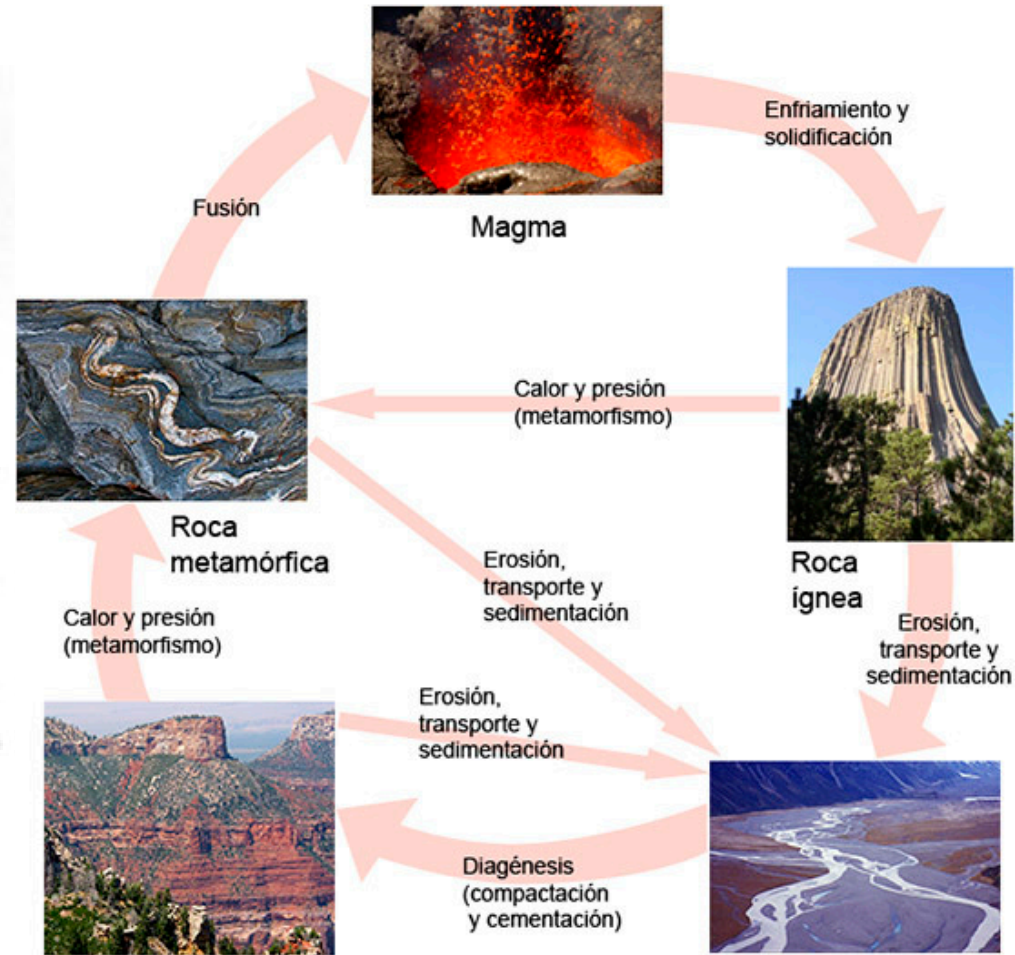 Enfriamiento y
solidificación
Fusión
Magma
Calor y presión
(metamorfismo)
Roca
metamórfica
Erosión,
transporte y
sedimentación
Roca
ígnea
Calor y presión
(metamorfismo)
Erosión,
transporte y
sedimentación
Erosión,
transporte y
sedimentación
Diagénesis
(compactación
y cementación)